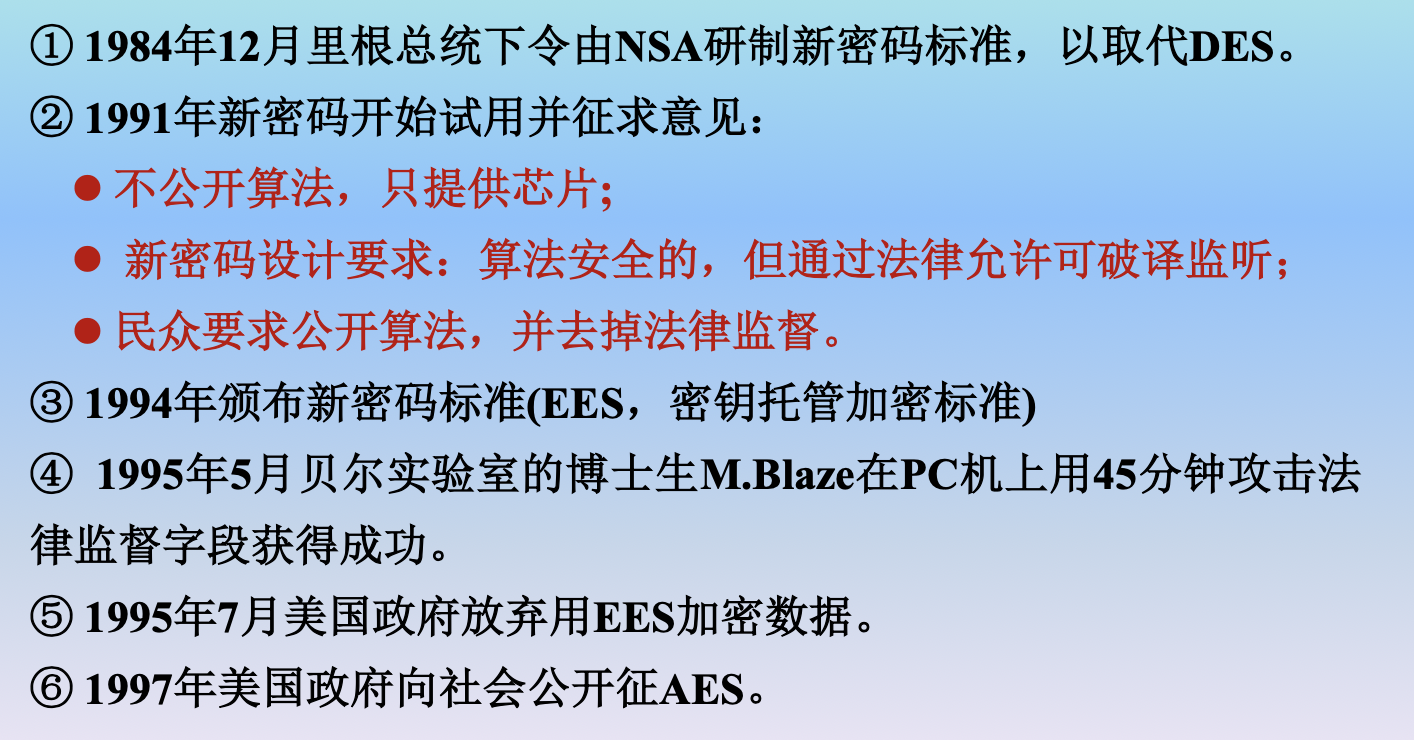 ① 1984年12月里根总统下令由NSA研制新密码标准，以取代DES。
② 1991年新密码开始试用并征求意见：
● 不公开算法，只提供芯片;
● 新密码设计要求：算法安全的，但通过法律允许可破译监听；
● 民众要求公开算法，并去掉法律监督。
③ 1994年颁布新密码标准(EES，密钥托管加密标准)
④ 1995年5月贝尔实验室的博士生M.Blaze在PC机上用45分钟攻击法
律监督字段获得成功。
⑤ 1995年7月美国政府放弃用EES加密数据。
⑥ 1997年美国政府向社会公开征AES。